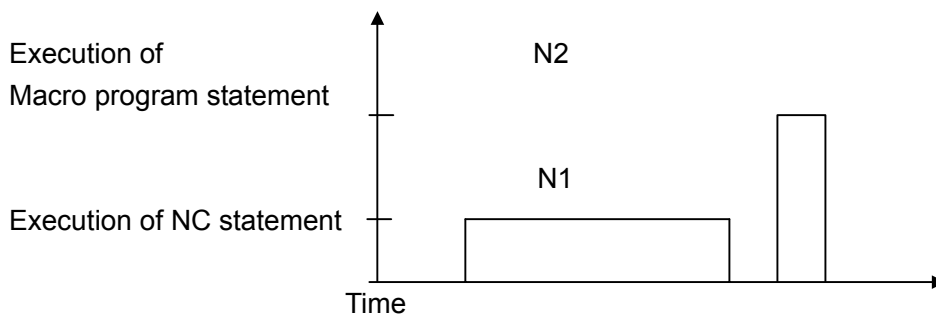 Execution of
Macro program statement
N2
N1
Execution of NC statement
Time